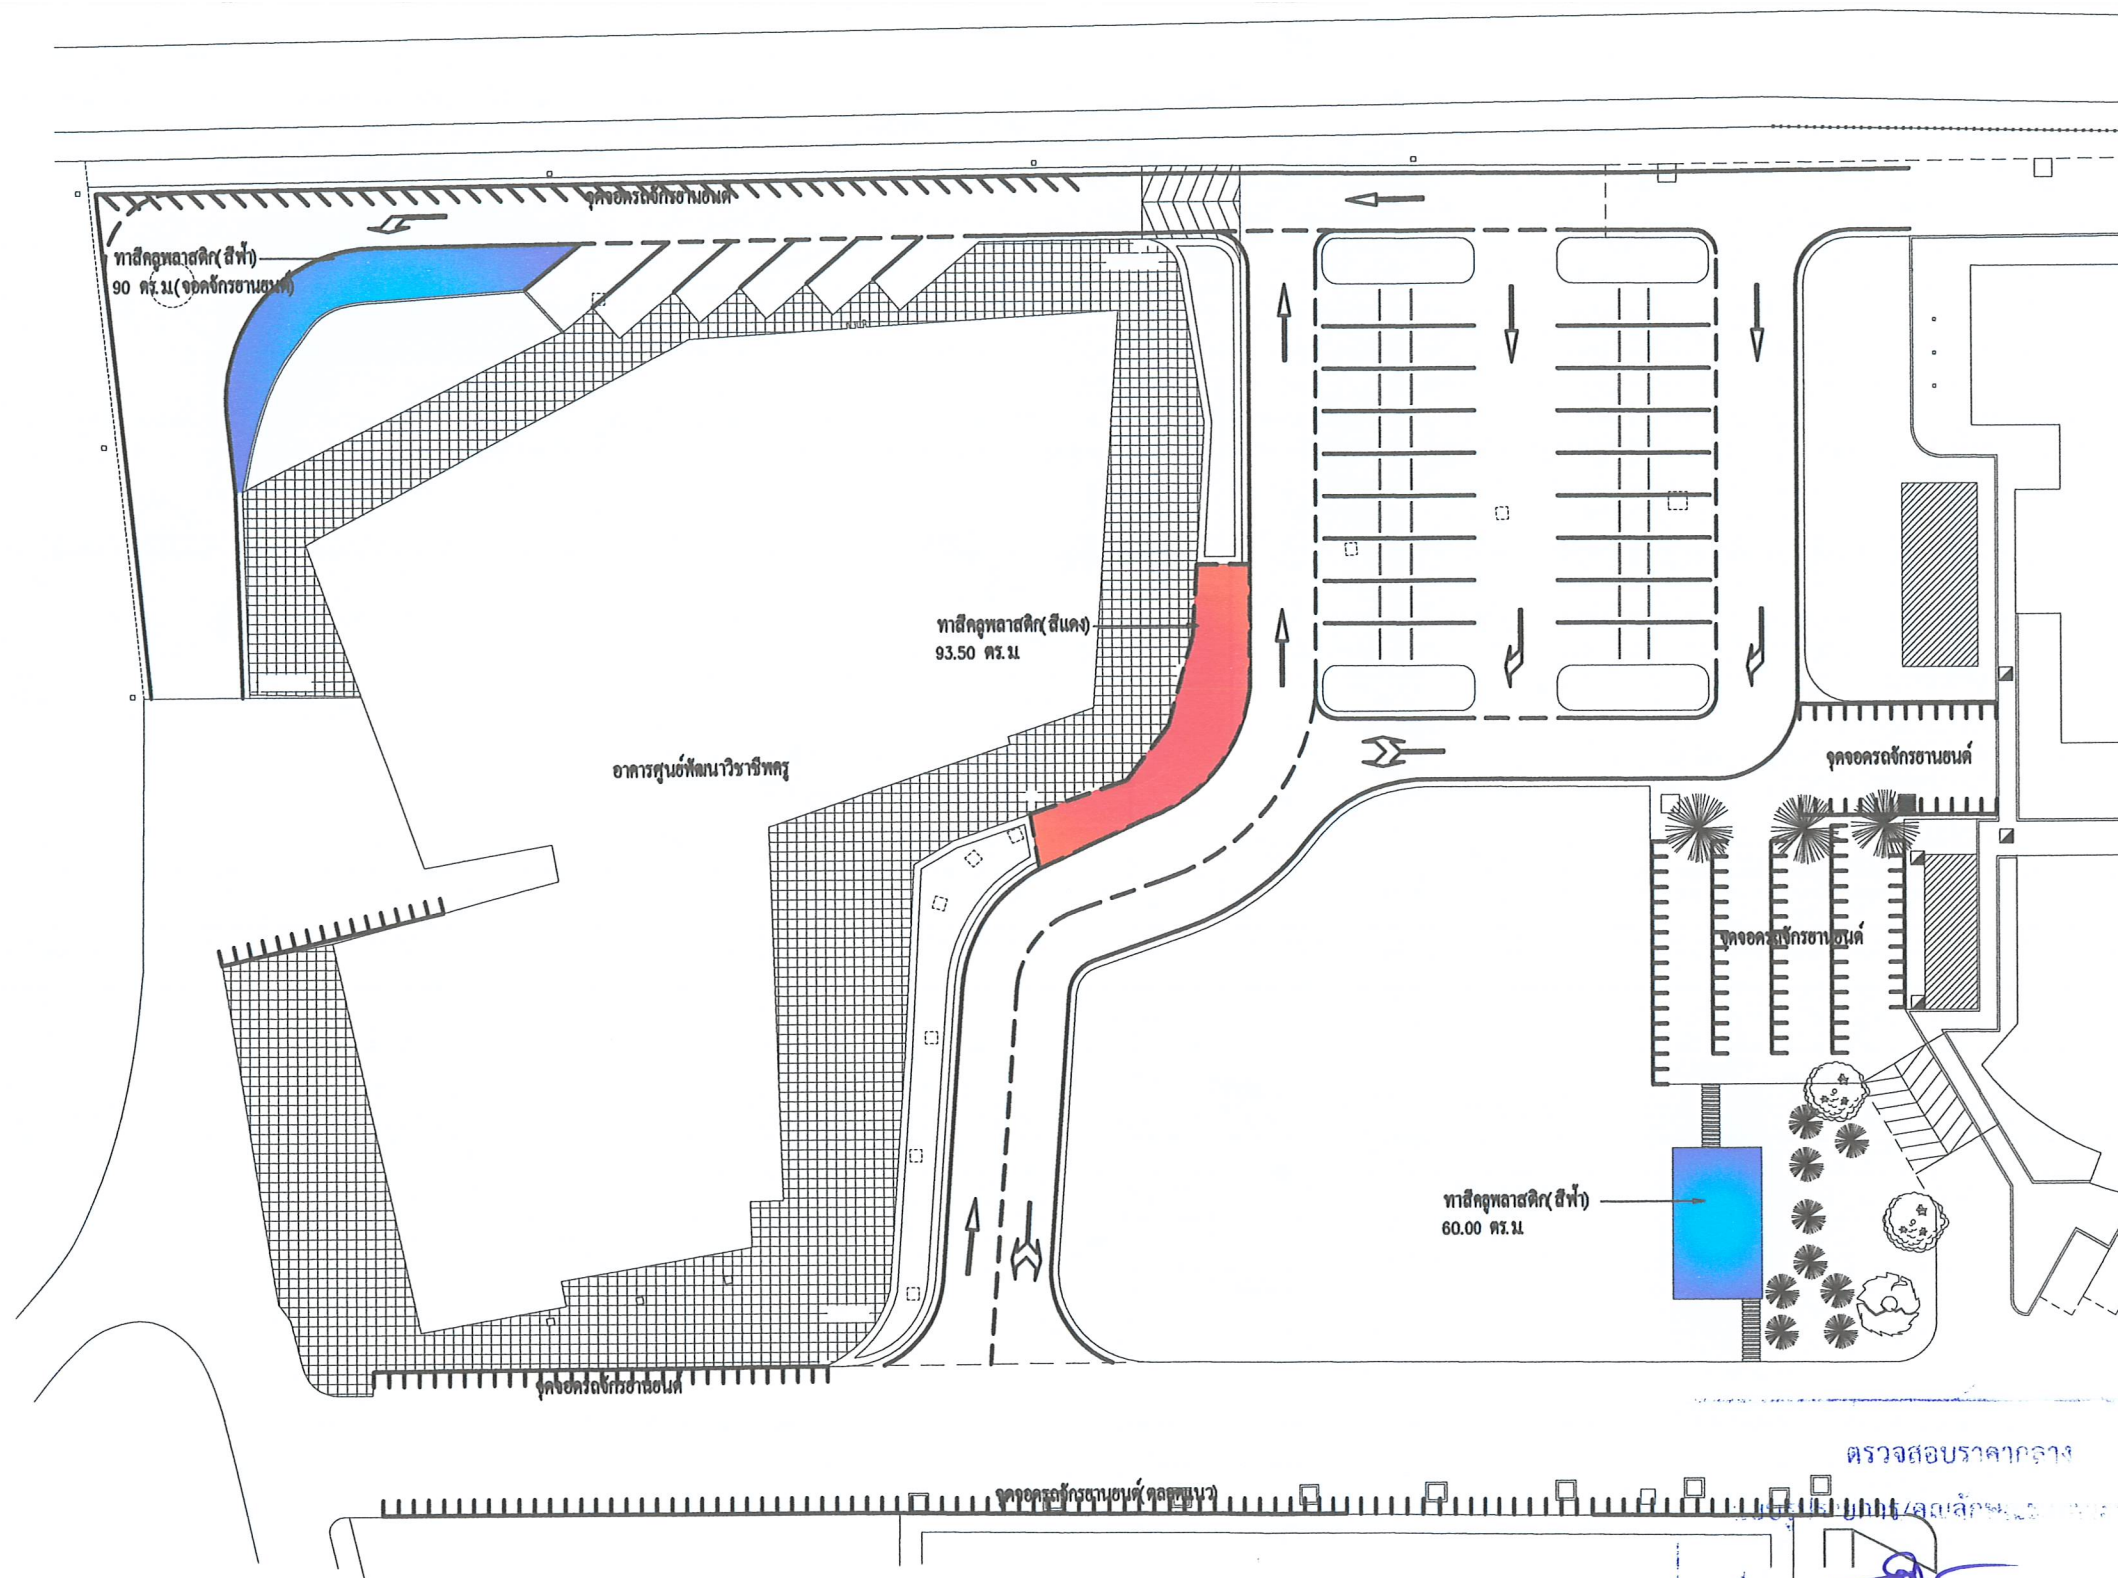 จุดจอดรถจักรยานยนต์
ทาสีคลูพลาสติก(สีฟ้า)
90 ตร.ม.(จอดจักรยานยนต์)
ทาสีคลูพลาสติก(สีแดง)
93.50 ตร.ม.
อาคารศูนย์พัฒนาวิชาชีพครู
จุดจอดรถจักรยานยนต์
จุดจอดรถจักรยานยนต์
ทาสีคลูพลาสติก(สีฟ้า)
60.00 ตร.ม.
จุดจอดรถจักรยานยนต์
ตรวจสอบราคากลาง
จุดจอดรถจักรยานยนต์(ตลอดแนว)